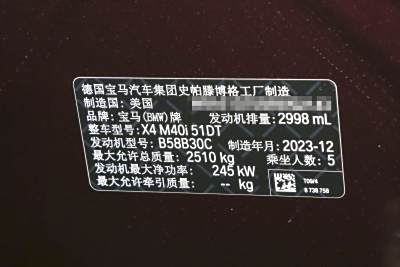 德国宝马汽车集团史帕滕博格工厂制造
制造国: 美国
品牌: 宝马(BMW)牌 发动机排量: 2998 mL
整车型号: X4 M40i 51DT
发动机型号: B58B30C 制造年月: 2023-12
最大允许总质量: 2510 kg 乘坐人数: 5
发动机最大净功率: 245 kW
最大允许牵引质量: -- kg
T09/4
8 738 758